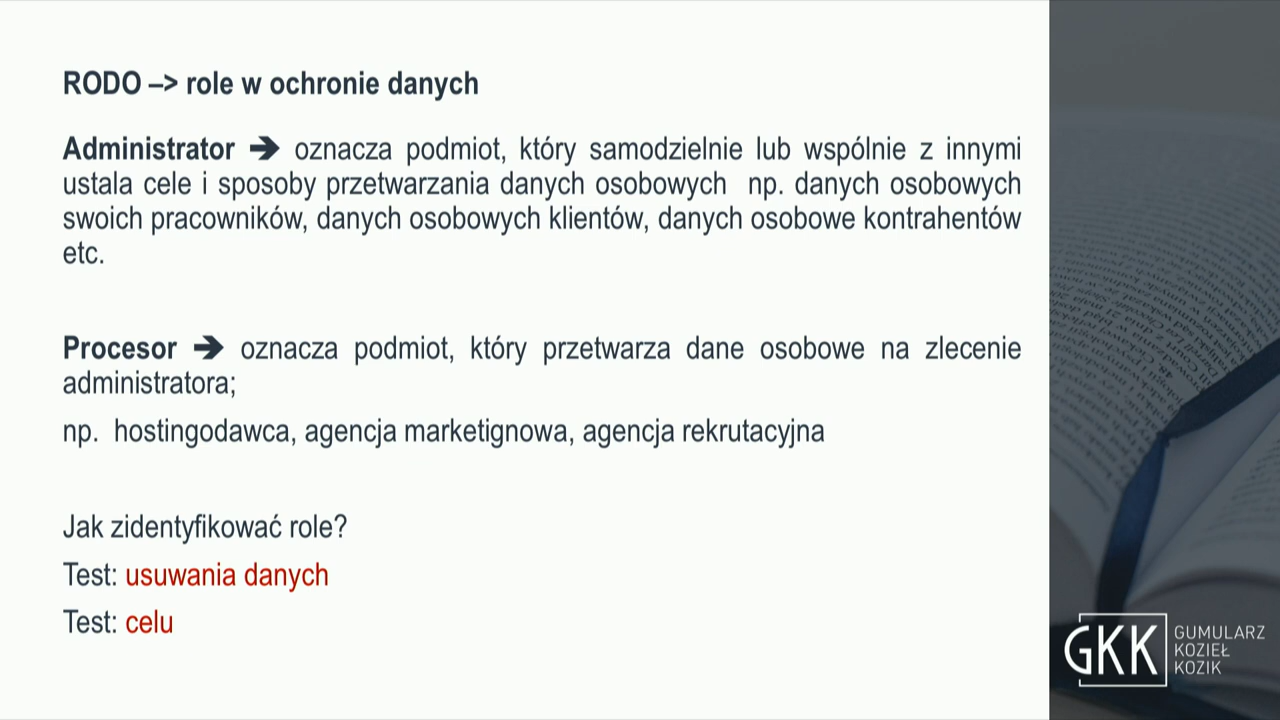 RODO –> role w ochronie danych
Administrator ➔ oznacza podmiot, który samodzielnie lub wspólnie z innymi
ustala cele i sposoby przetwarzania danych osobowych np. danych osobowych
swoich pracowników, danych osobowych klientów, danych osobowe kontrahentów
etc.
Procesor ➔ oznacza podmiot, który przetwarza dane osobowe na zlecenie
administratora;
np. hostingodawca, agencja marketignowa, agencja rekrutacyjna
Jak zidentyfikować role?
Test: usuwania danych
Test: celu
GKK
GUMULARZ
KOZIEŁ
KOZIK